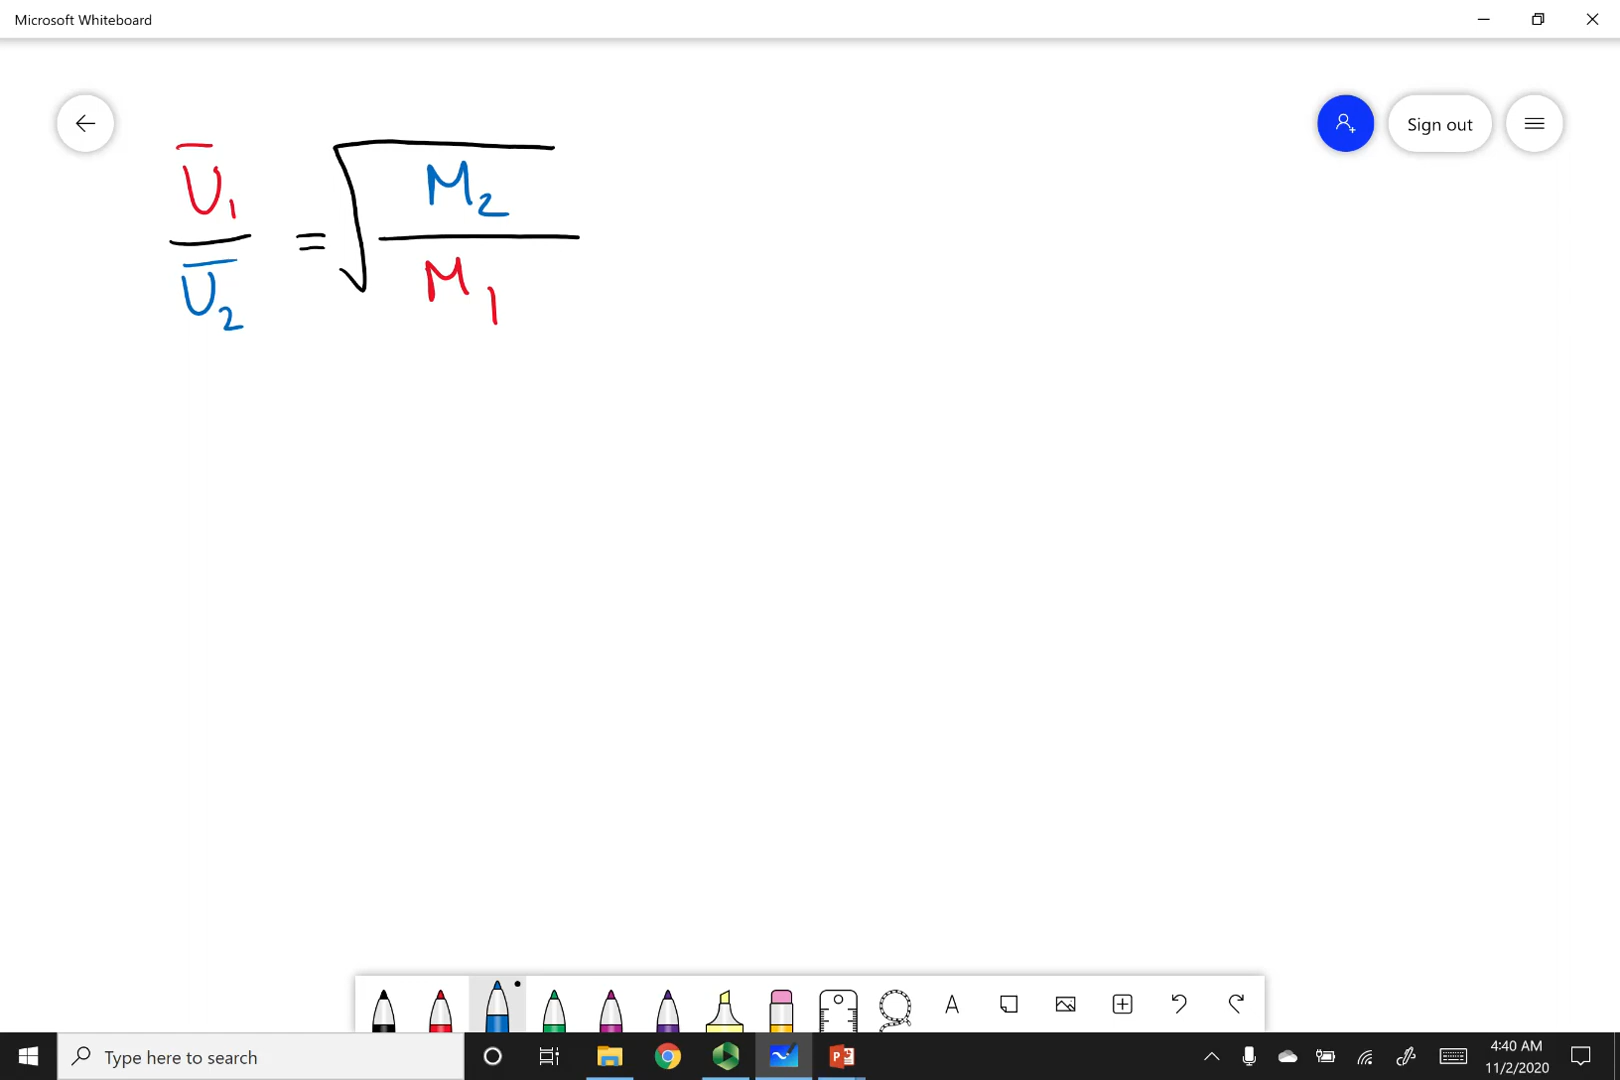 Microsoft Whiteboard
Sign out
Ū₁ / Ū₂ = √(M₂ / M₁)
A
Type here to search
4:40 AM
11/2/2020